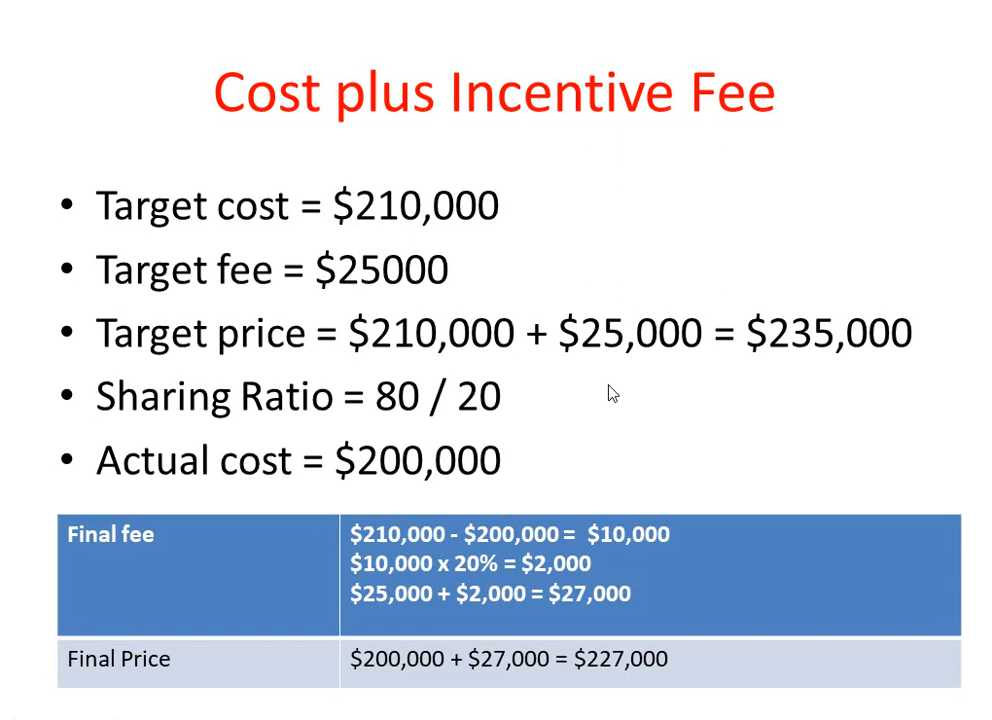 Cost plus Incentive Fee
• Target cost = $210,000
• Target fee = $25000
• Target price = $210,000 + $25,000 = $235,000
• Sharing Ratio = 80 / 20
• Actual cost = $200,000
Final fee
$210,000 - $200,000 = $10,000
$10,000 x 20% = $2,000
$25,000 + $2,000 = $27,000
Final Price
$200,000 + $27,000 = $227,000